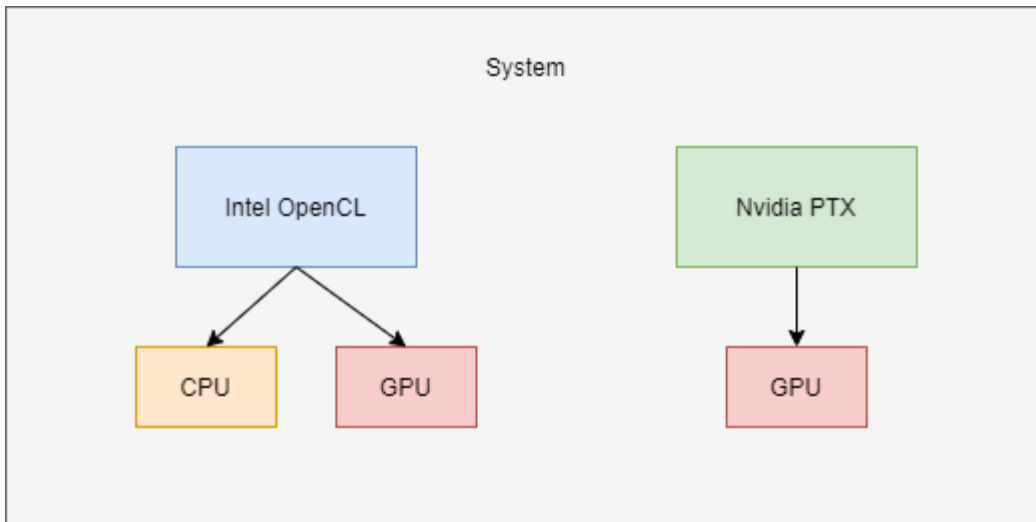 System
Intel OpenCL
Nvidia PTX
CPU
GPU
GPU